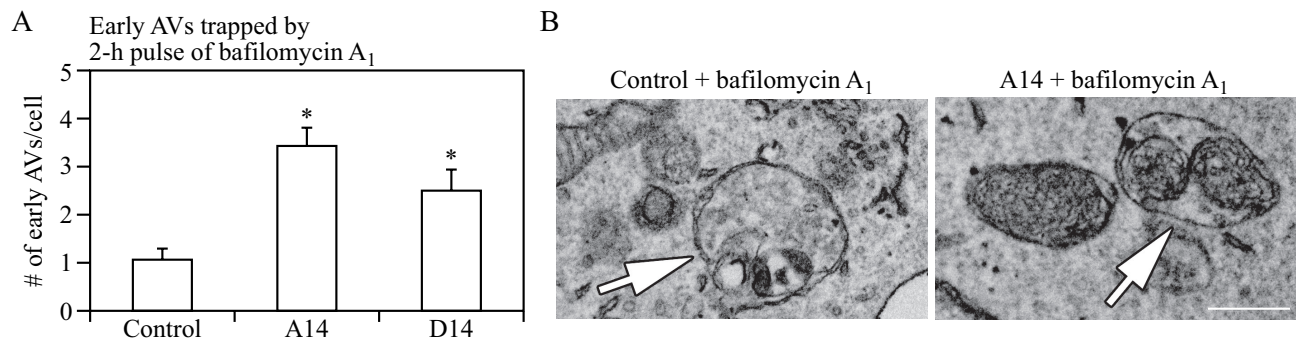 A
Early AVs trapped by
2-h pulse of bafilomycin A1
# of early AVs/cell
5
4
3
2
1
0
*
*
Control
A14
D14
B
Control + bafilomycin A1
A14 + bafilomycin A1